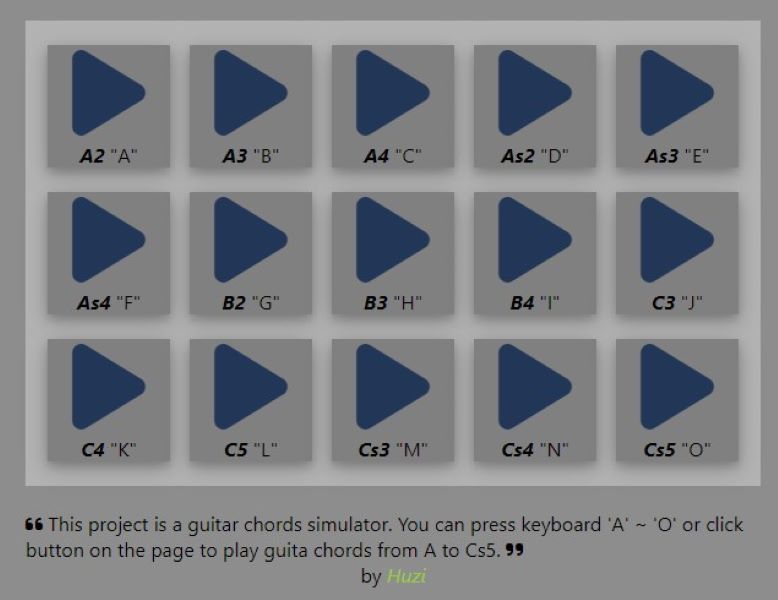 A2 "A" A3 "B" A4 "C" As2 "D" As3 "E"
As4 "F" B2 "G" B3 "H" B4 "I" C3 "J"
C4 "K" C5 "L" Cs3 "M" Cs4 "N" Cs5 "O"
❝ This project is a guitar chords simulator. You can press keyboard 'A' ~ 'O' or click
button on the page to play guita chords from A to Cs5. ❞
by Huzi